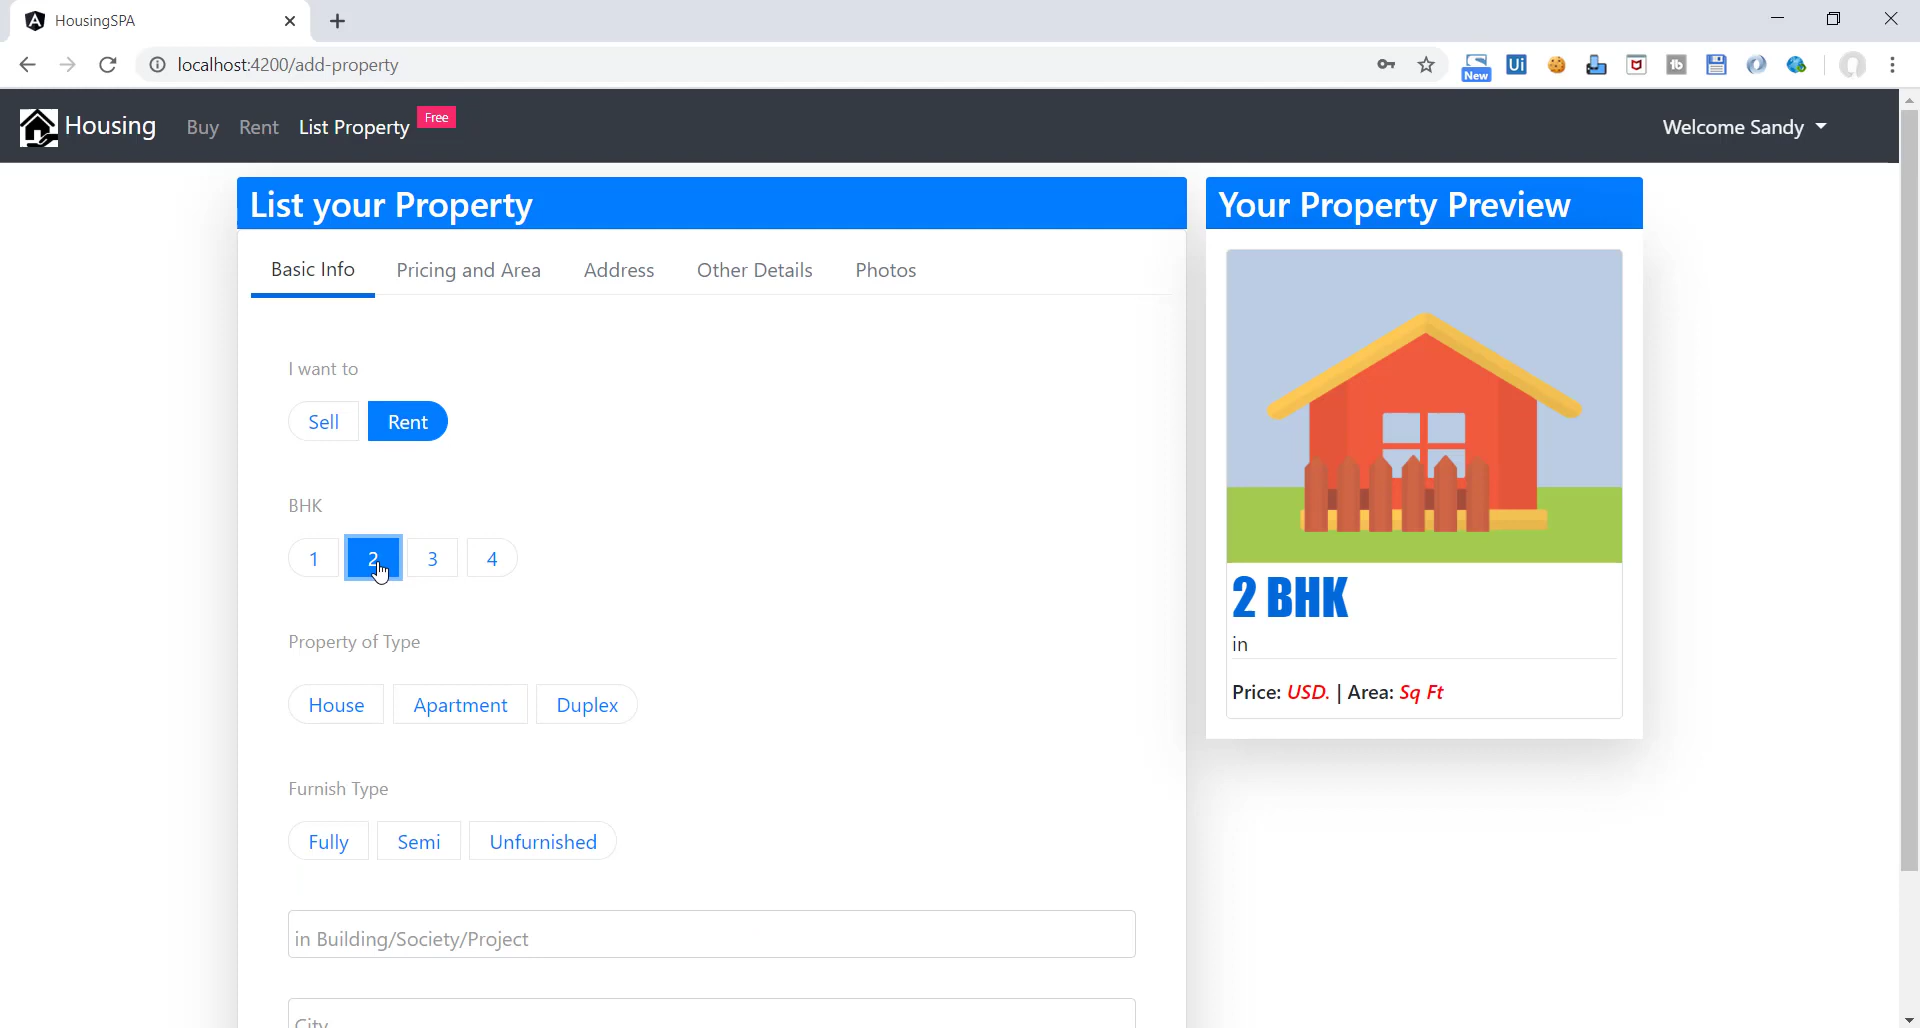 HousingSPA
localhost:4200/add-property
New
Ui
Housing
Buy
Rent
List Property
Free
Welcome Sandy
List your Property
Your Property Preview
Basic Info
Pricing and Area
Address
Other Details
Photos
I want to
Sell
Rent
BHK
1
2
3
4
2 BHK
in
Property of Type
House
Apartment
Duplex
Price: USD. | Area: Sq Ft
Furnish Type
Fully
Semi
Unfurnished
in Building/Society/Project
City